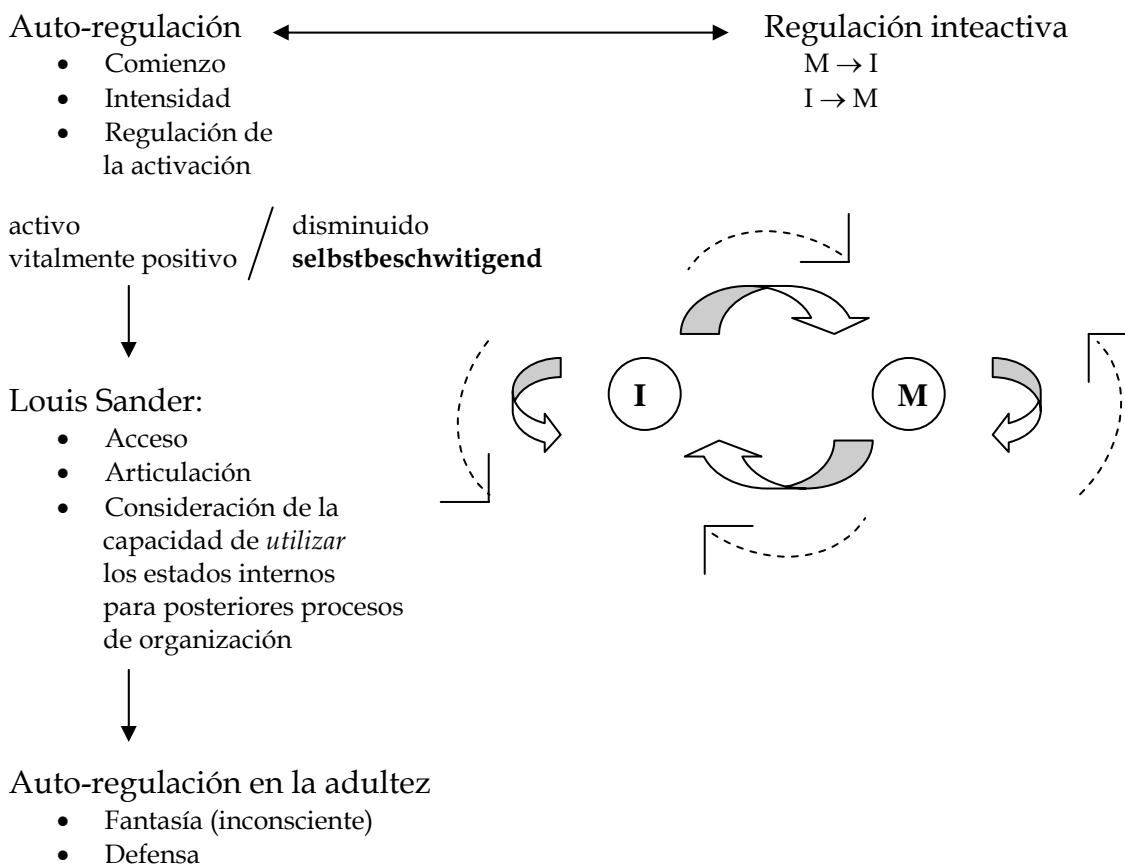 Auto-regulación
• Comienzo
• Intensidad
• Regulación de
la activación
Regulación inteactiva
M → I
I → M
activo
vitalmente positivo
/
disminuido
selbstbeschwitigend
I
M
Louis Sander:
• Acceso
• Articulación
• Consideración de la
capacidad de utilizar
los estados internos
para posteriores procesos
de organización
Auto-regulación en la adultez
• Fantasía (inconsciente)
• Defensa